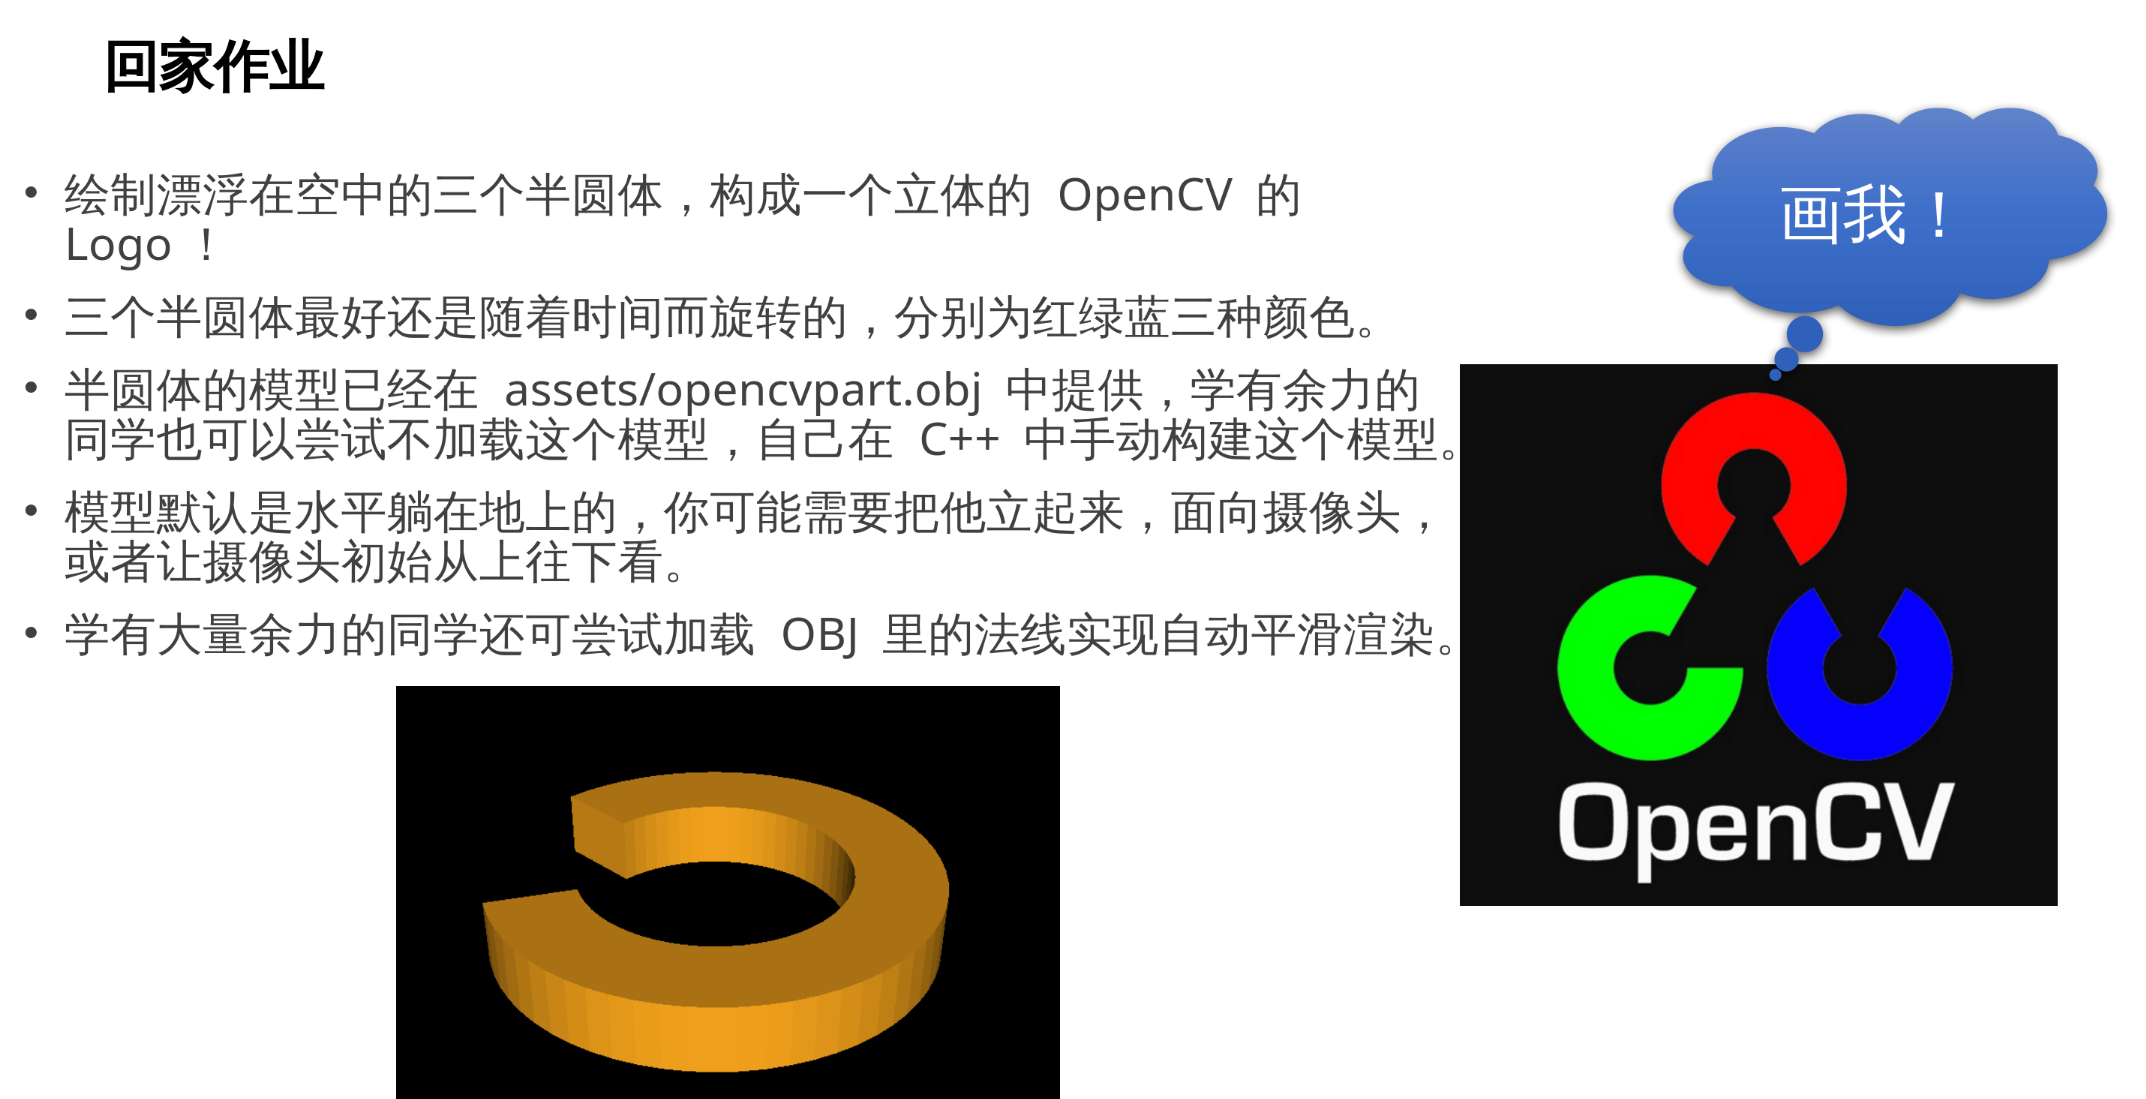 回家作业
画我！
• 绘制漂浮在空中的三个半圆体，构成一个立体的 OpenCV 的
Logo ！
• 三个半圆体最好还是随着时间而旋转的，分别为红绿蓝三种颜色。
• 半圆体的模型已经在 assets/opencvpart.obj 中提供，学有余力的
同学也可以尝试不加载这个模型，自己在 C++ 中手动构建这个模型。
• 模型默认是水平躺在地上的，你可能需要把他立起来，面向摄像头，
或者让摄像头初始从上往下看。
• 学有大量余力的同学还可尝试加载 OBJ 里的法线实现自动平滑渲染。
OpenCV